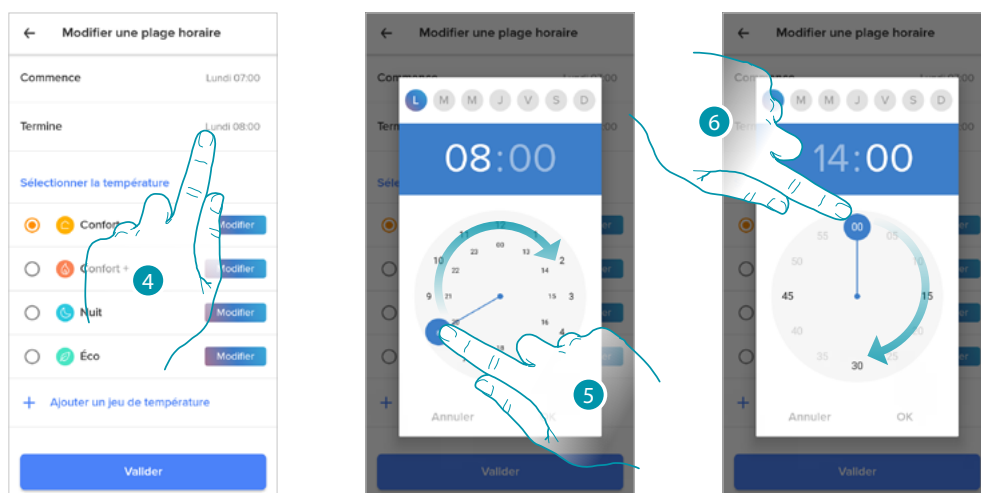 ← Modifier une plage horaire
Commence Lundi 07:00
Termine Lundi 08:00
Sélectionner la température
Confort Modifier
Confort + Modifier
Nuit Modifier
Éco Modifier
+ Ajouter un jeu de température
Valider
4
← Modifier une plage horaire
L M M J V S D
08:00
00
12
11
1
23
13
10
2
22
14
9
21
15
3
16
4
18
Annuler
Valider
5
← Modifier une plage horaire
M M J V S D
14:00
00
55
05
50
45
15
40
35
25
30
Annuler OK
Valider
6